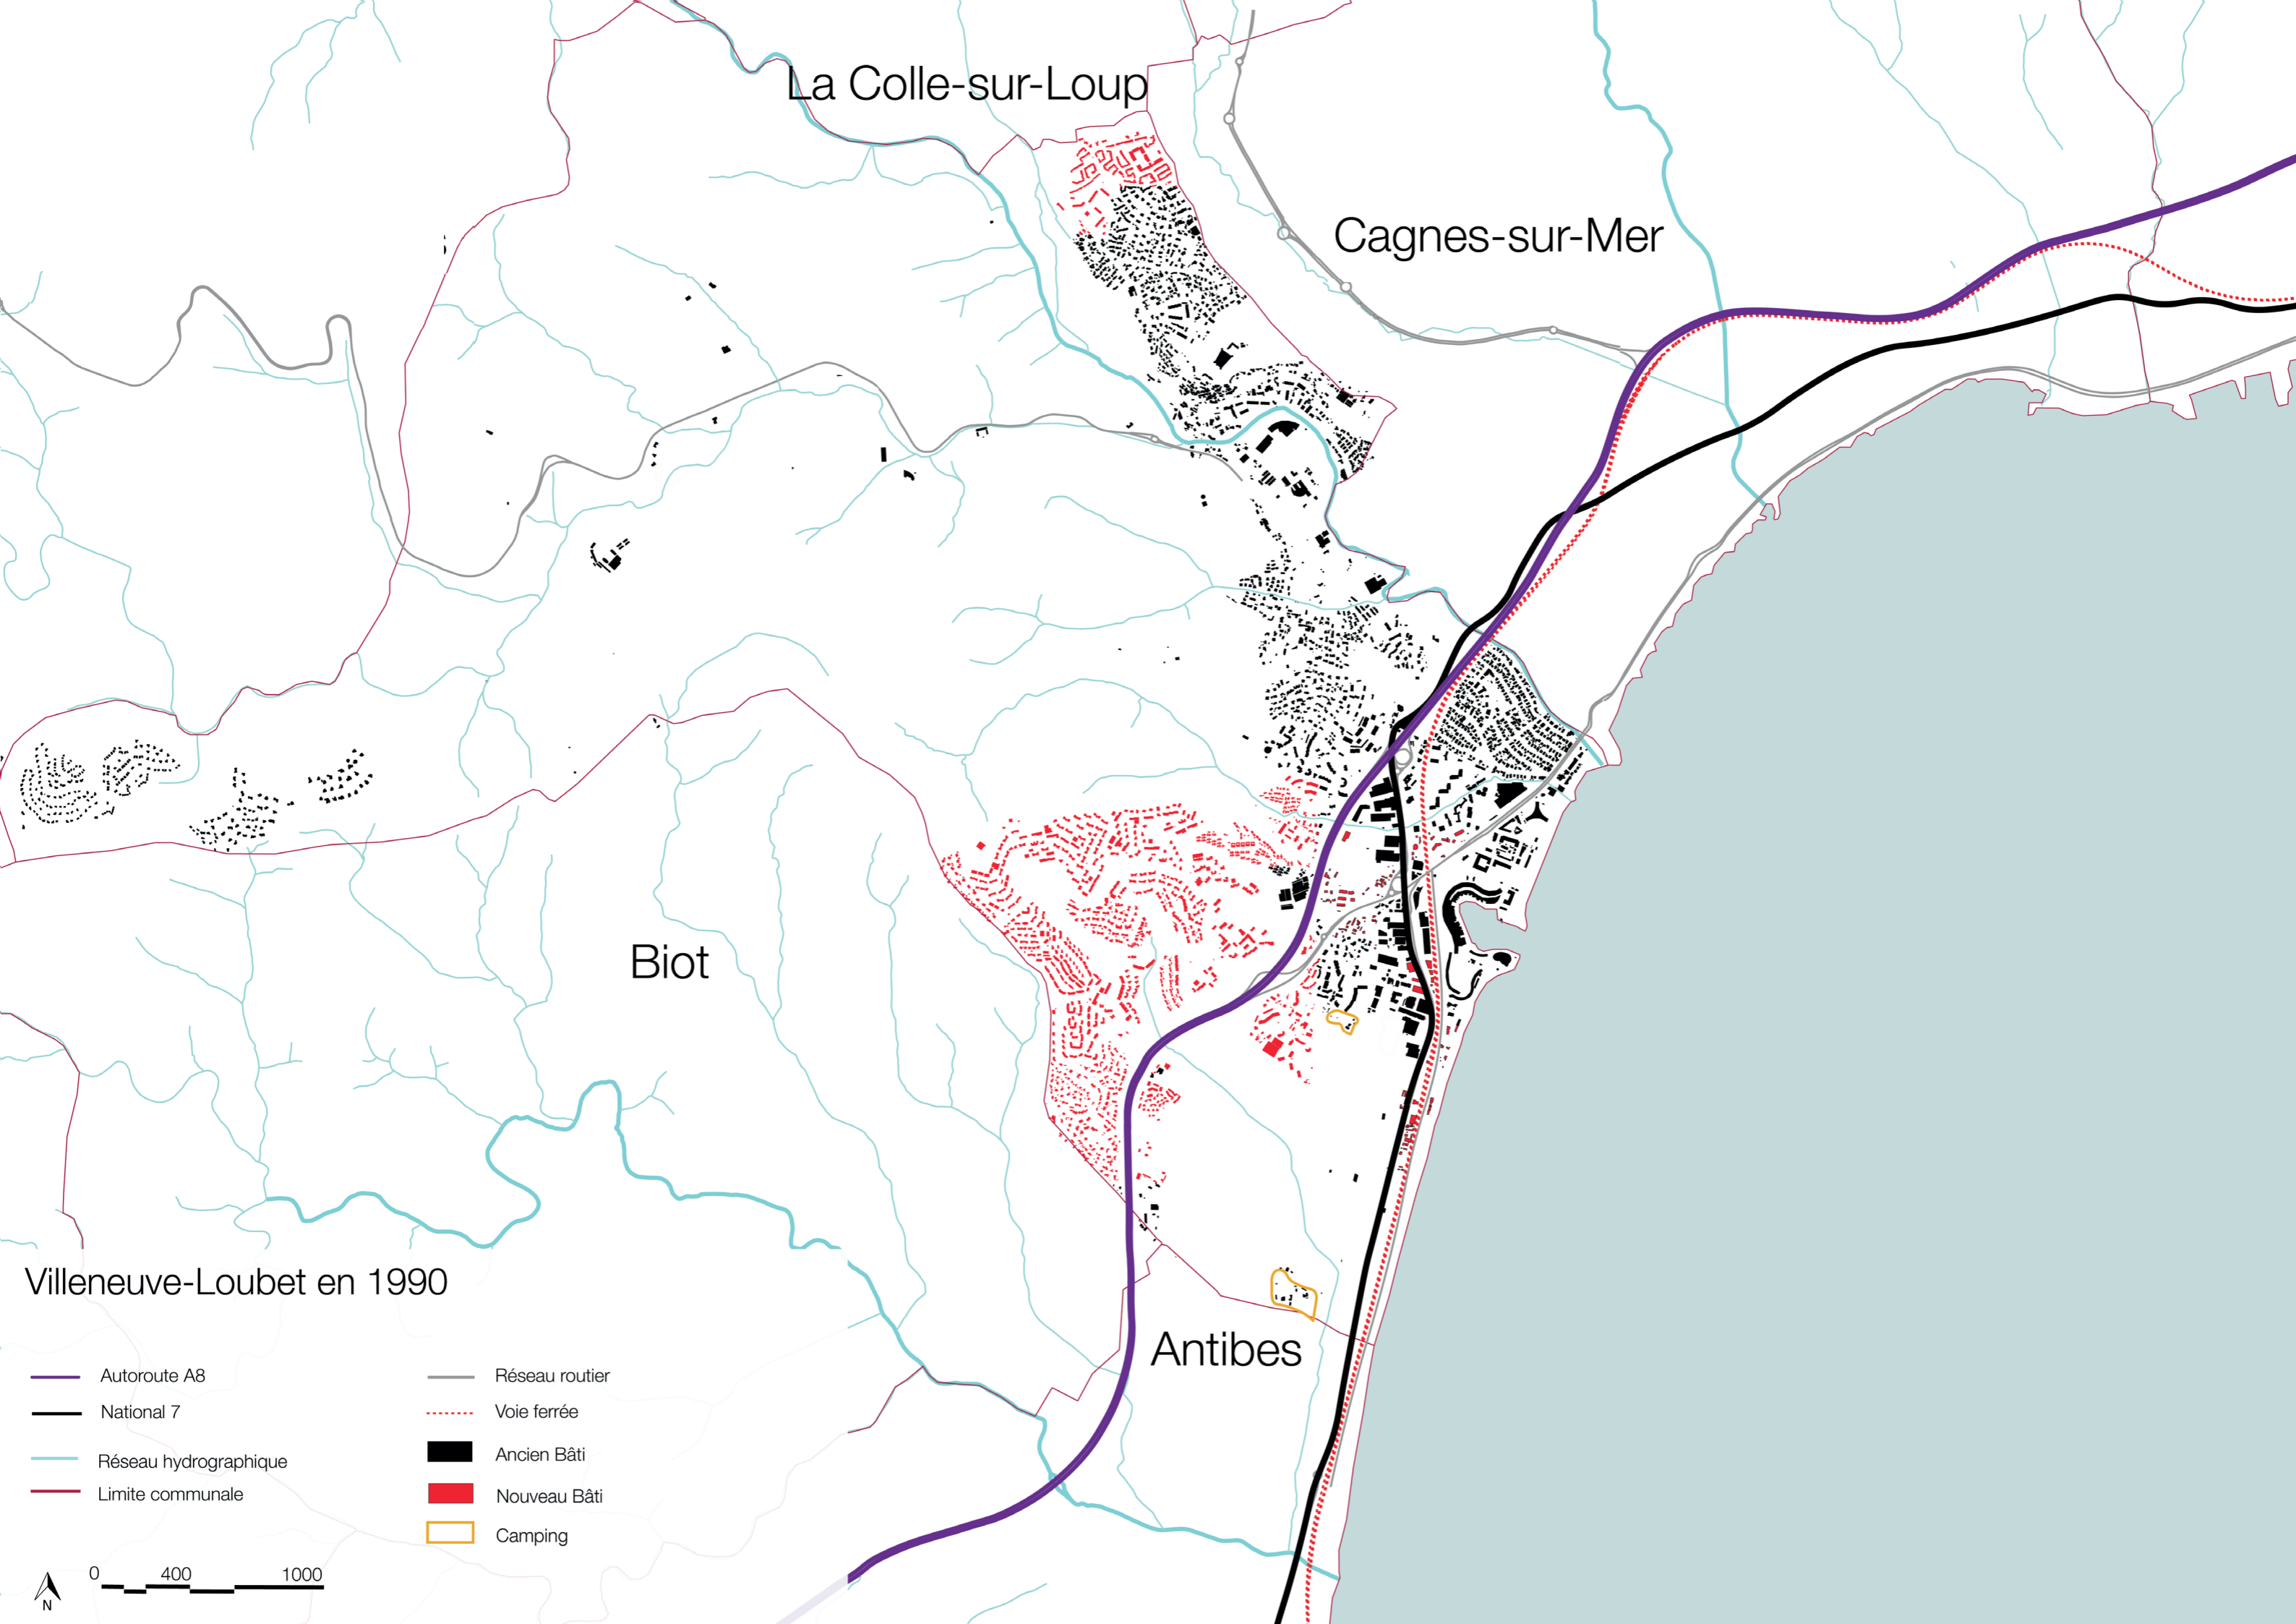 La Colle-sur-Loup
Cagnes-sur-Mer
Biot
Antibes
Villeneuve-Loubet en 1990
Autoroute A8
National 7
Réseau hydrographique
Limite communale
Réseau routier
Voie ferrée
Ancien Bâti
Nouveau Bâti
Camping
0 400 1000
N